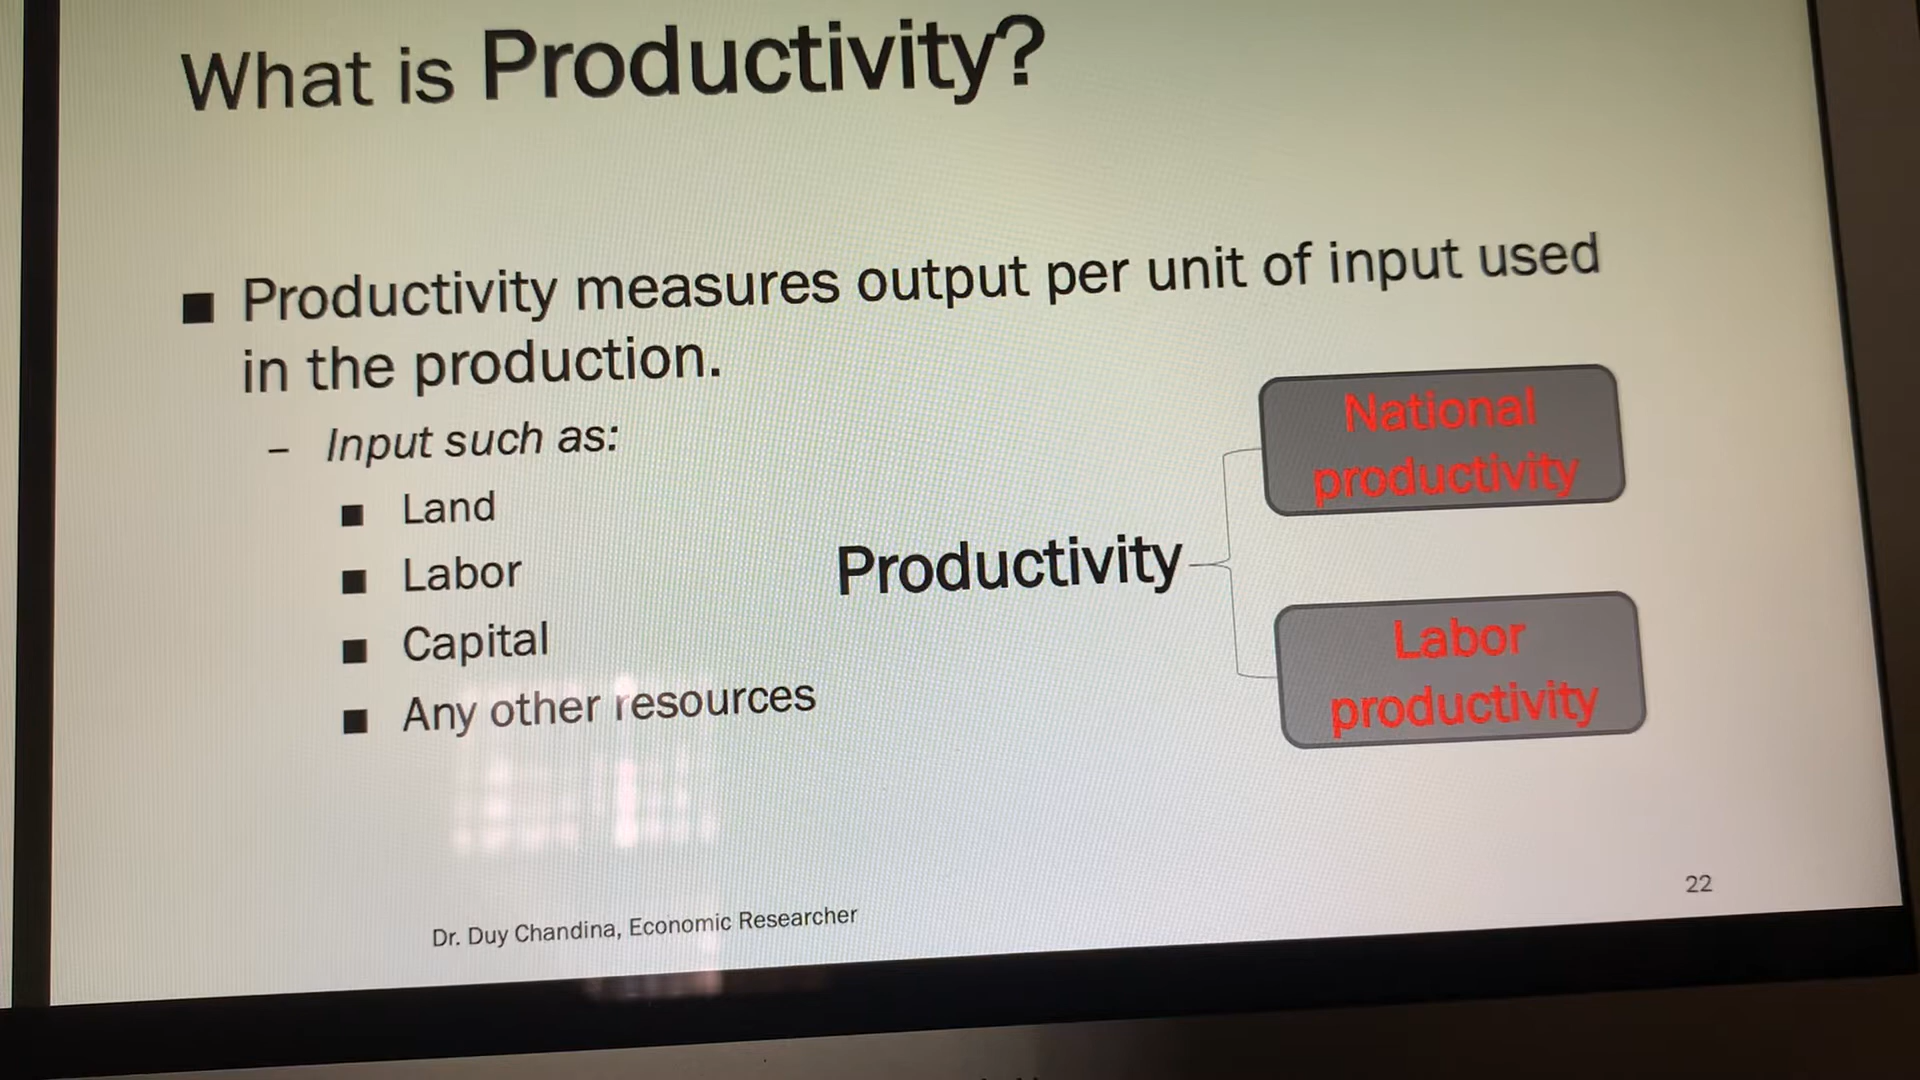 What is Productivity?
■ Productivity measures output per unit of input used
in the production.
– Input such as:
■ Land
■ Labor
■ Capital
■ Any other resources
Productivity
National
productivity
Labor
productivity
22
Dr. Duy Chandina, Economic Researcher